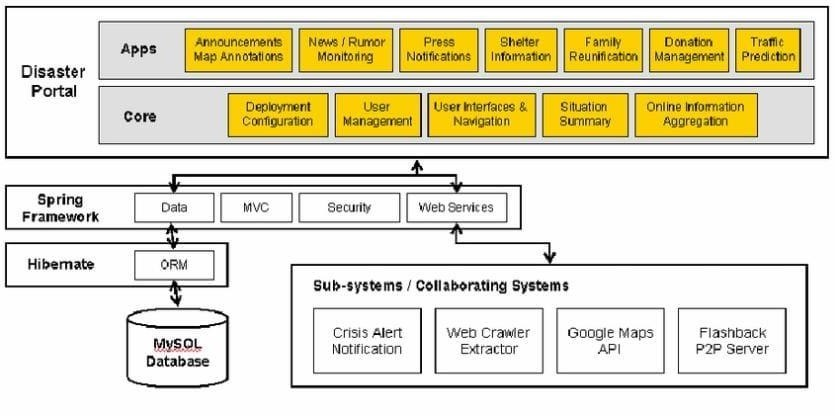 Disaster
Portal
Apps
Announcements
Map Annotations
News / Rumor
Monitoring
Press
Notifications
Shelter
Information
Family
Reunification
Donation
Management
Traffic
Prediction
Core
Deployment
Configuration
User
Management
User Interfaces &
Navigation
Situation
Summary
Online Information
Aggregation
Spring
Framework
Data
MVC
Security
Web Services
Hibernate
ORM
MySQL
Database
Sub-systems / Collaborating Systems
Crisis Alert
Notification
Web Crawler
Extractor
Google Maps
API
Flashback
P2P Server